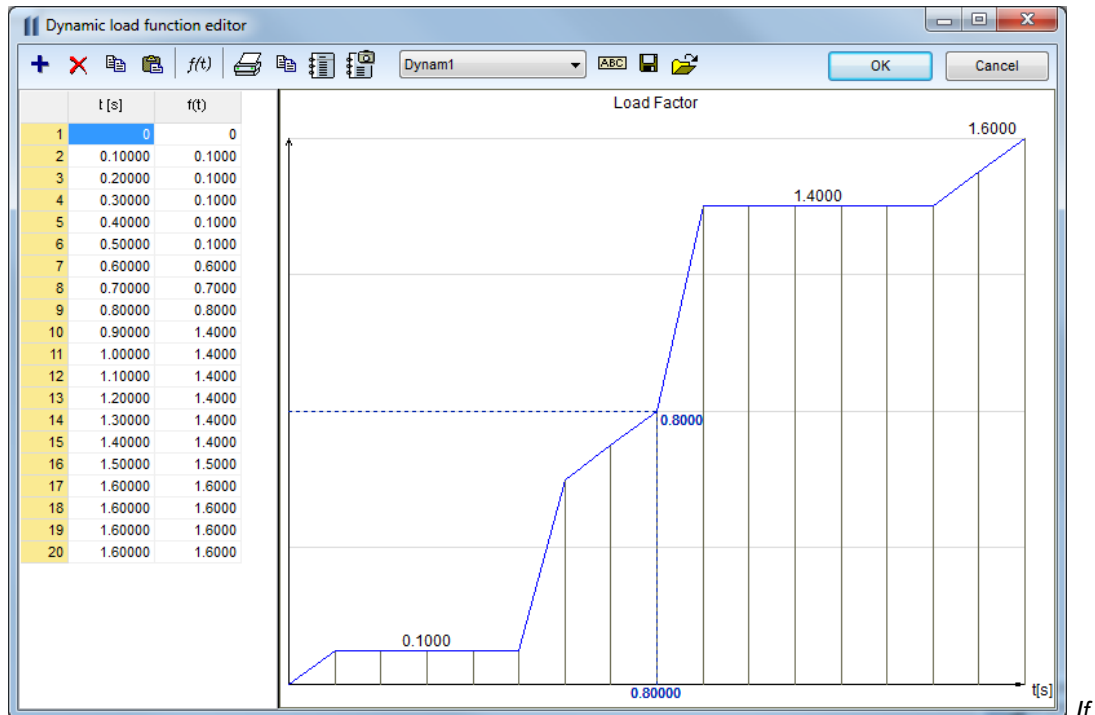 Dynamic load function editor
f(t) Dynam1 ABC OK Cancel
t [s] f(t)
1 0 0
2 0.10000 0.1000
3 0.20000 0.1000
4 0.30000 0.1000
5 0.40000 0.1000
6 0.50000 0.1000
7 0.60000 0.6000
8 0.70000 0.7000
9 0.80000 0.8000
10 0.90000 1.4000
11 1.00000 1.4000
12 1.10000 1.4000
13 1.20000 1.4000
14 1.30000 1.4000
15 1.40000 1.4000
16 1.50000 1.5000
17 1.60000 1.6000
18 1.60000 1.6000
19 1.60000 1.6000
20 1.60000 1.6000
Load Factor
1.6000
1.4000
0.8000
0.1000
0.80000
t[s]
If